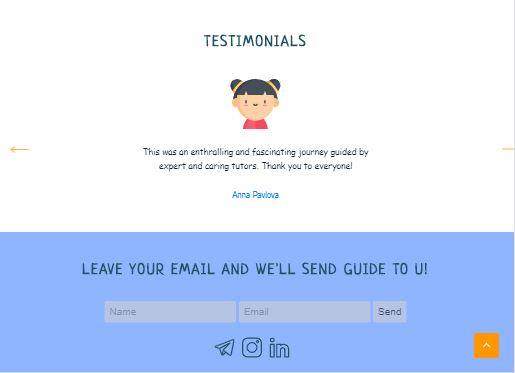 TESTIMONIALS
This was an enthralling and fascinating journey guided by
expert and caring tutors. Thank you to everyone!
Anna Pavlova
LEAVE YOUR EMAIL AND WE'LL SEND GUIDE TO U!
Name Email Send